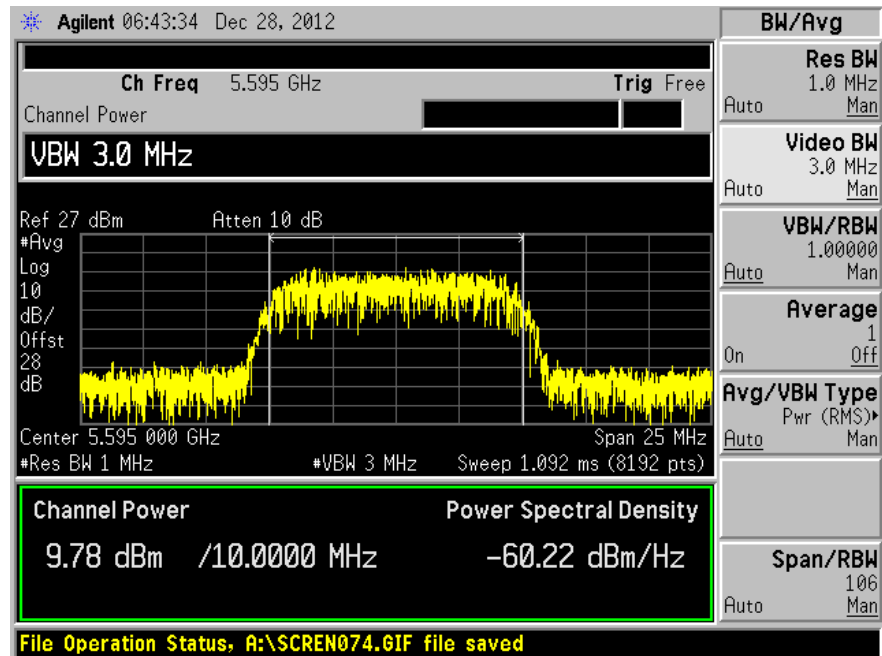 Agilent 06:43:34 Dec 28, 2012
BW/Avg
Ch Freq 5.595 GHz
Trig Free
Channel Power
VBW 3.0 MHz
Ref 27 dBm
Atten 10 dB
#Avg
Log
10
dB/
Offst
28
dB
Center 5.595 000 GHz
Span 25 MHz
#Res BW 1 MHz
#VBW 3 MHz
Sweep 1.092 ms (8192 pts)
Channel Power
Power Spectral Density
9.78 dBm /10.0000 MHz
-60.22 dBm/Hz
Res BW
1.0 MHz
Auto Man
Video BW
3.0 MHz
Auto Man
VBW/RBW
1.00000
Auto Man
Average
1
On Off
Avg/VBW Type
Pwr (RMS)▸
Auto Man
Span/RBW
106
Auto Man
File Operation Status, A:\SCREN074.GIF file saved